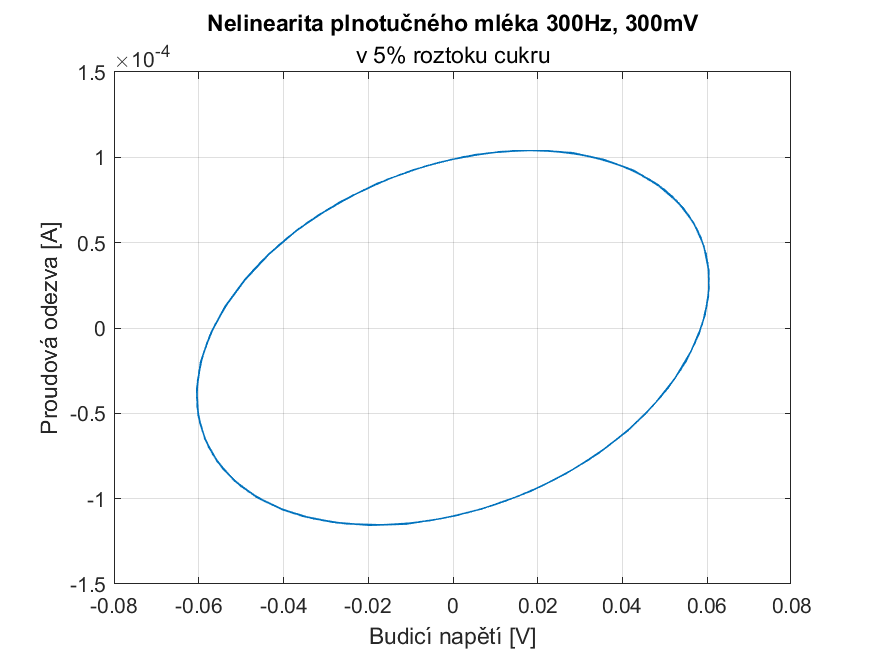 Nelinearita plnotučného mléka 300Hz, 300mV
v 5% roztoku cukru
×10^-4
1.5
1
0.5
0
-0.5
-1
-1.5
Proudová odezva [A]
-0.08 -0.06 -0.04 -0.02 0 0.02 0.04 0.06 0.08
Budicí napětí [V]